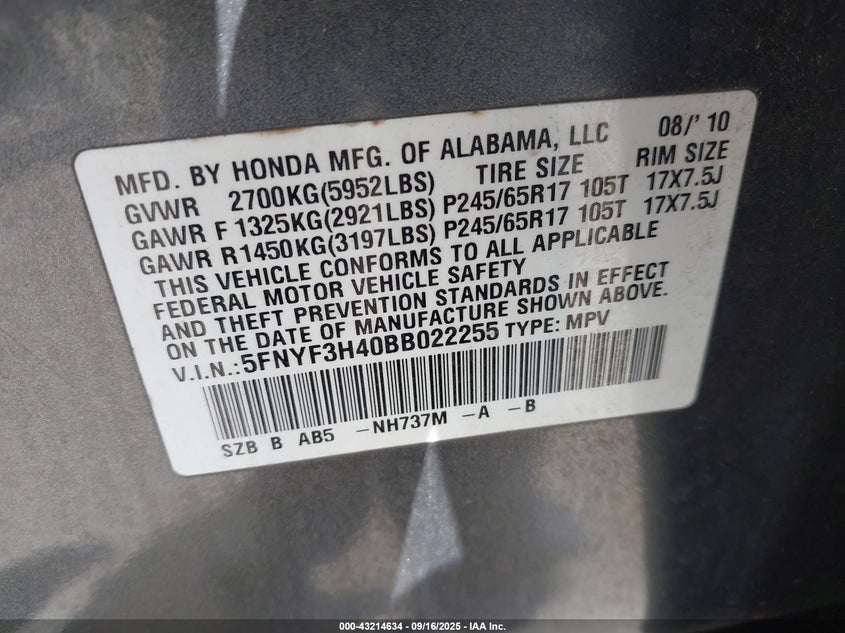 MFD. BY HONDA MFG. OF ALABAMA, LLC 08/'10
GVWR 2700KG(5952LBS) TIRE SIZE RIM SIZE
GAWR F 1325KG(2921LBS) P245/65R17 105T 17X7.5J
GAWR R1450KG(3197LBS) P245/65R17 105T 17X7.5J
THIS VEHICLE CONFORMS TO ALL APPLICABLE
FEDERAL MOTOR VEHICLE SAFETY
AND THEFT PREVENTION STANDARDS IN EFFECT
ON THE DATE OF MANUFACTURE SHOWN ABOVE.
V.I.N.:5FNYF3H40BB022255 TYPE: MPV
SZB B AB5 -NH737M -A -B
000-43214634 - 09/16/2025 - IAA Inc.